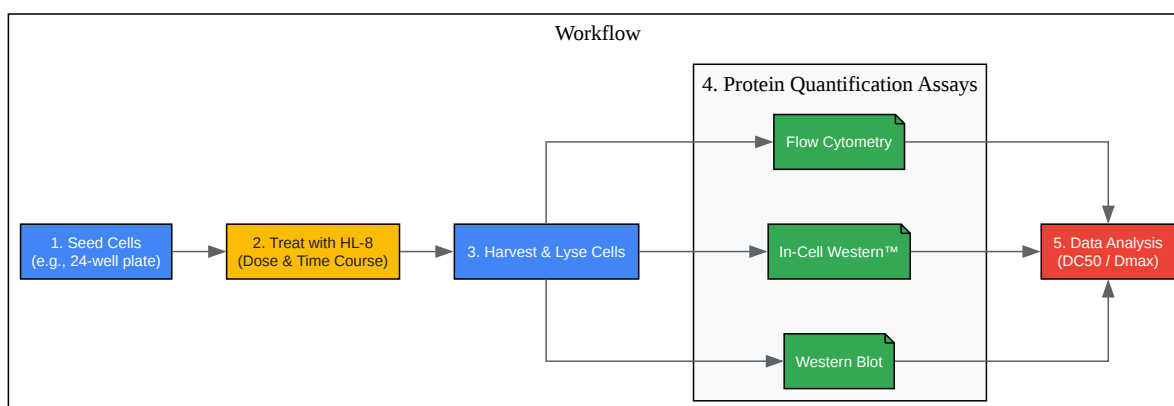 Workflow
4. Protein Quantification Assays
Flow Cytometry
1. Seed Cells
(e.g., 24-well plate)
2. Treat with HL-8
(Dose & Time Course)
3. Harvest & Lyse Cells
In-Cell Western™
5. Data Analysis
(DC50 / Dmax)
Western Blot